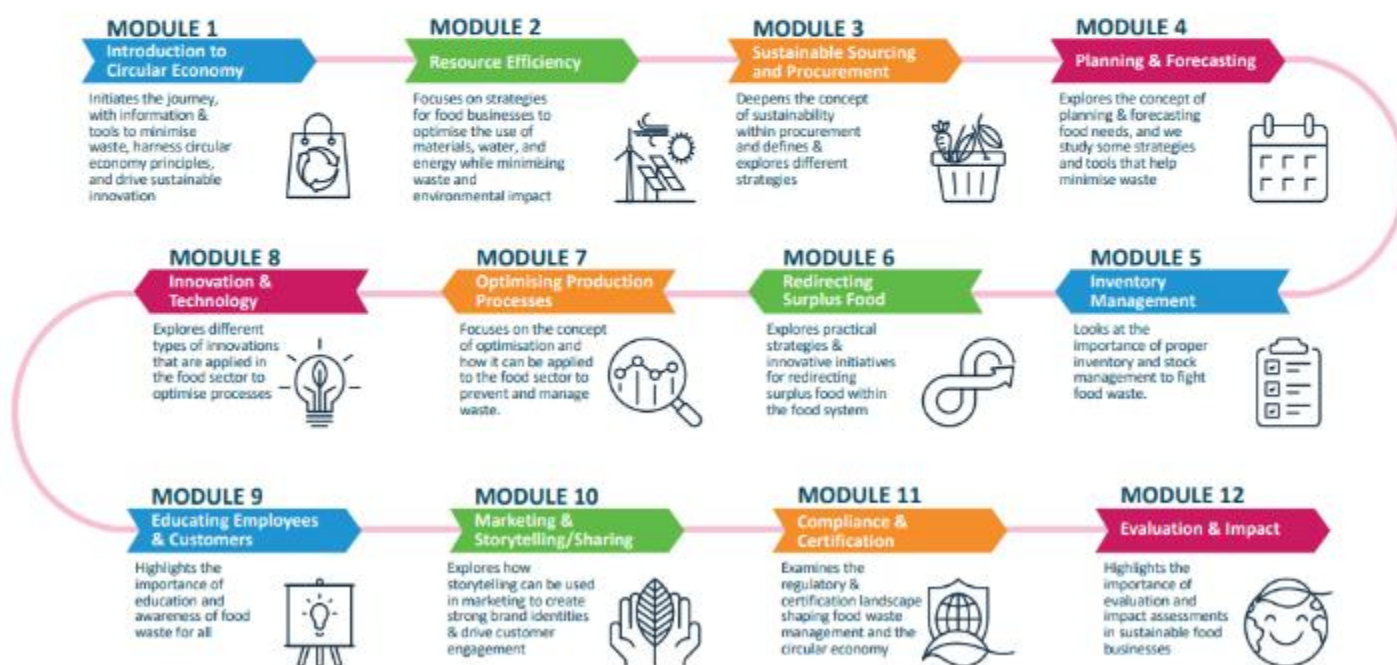 MODULE 1
Introduction to
Circular Economy
Initiates the journey,
with information &
tools to minimise
waste, harness circular
economy principles,
and drive sustainable
innovation
MODULE 2
Resource Efficiency
Focuses on strategies
for food businesses to
optimise the use of
materials, water, and
energy while minimising
waste and
environmental impact
MODULE 3
Sustainable Sourcing
and Procurement
Deepens the concept
of sustainability
within procurement
and defines &
explores different
strategies
MODULE 4
Planning & Forecasting
Explores the concept of
planning & forecasting
food needs, and we
study some strategies
and tools that help
minimise waste
MODULE 5
Inventory
Management
Looks at the
importance of proper
inventory and stock
management to fight
food waste.
MODULE 6
Redirecting
Surplus Food
Explores practical
strategies &
innovative initiatives
for redirecting
surplus food within
the food system
MODULE 7
Optimising Production
Processes
Focuses on the concept
of optimisation and
how it can be applied
to the food sector to
prevent and manage
waste.
MODULE 8
Innovation &
Technology
Explores different
types of innovations
that are applied in
the food sector to
optimise processes
MODULE 9
Educating Employees
& Customers
Highlights the
importance of
education and
awareness of food
waste for all
MODULE 10
Marketing &
Storytelling/Sharing
Explores how
storytelling can be used
in marketing to create
strong brand identities
& drive customer
engagement
MODULE 11
Compliance &
Certification
Examines the
regulatory &
certification landscape
shaping food waste
management and the
circular economy
MODULE 12
Evaluation & Impact
Highlights the
importance of
evaluation and
impact assessments
in sustainable food
businesses